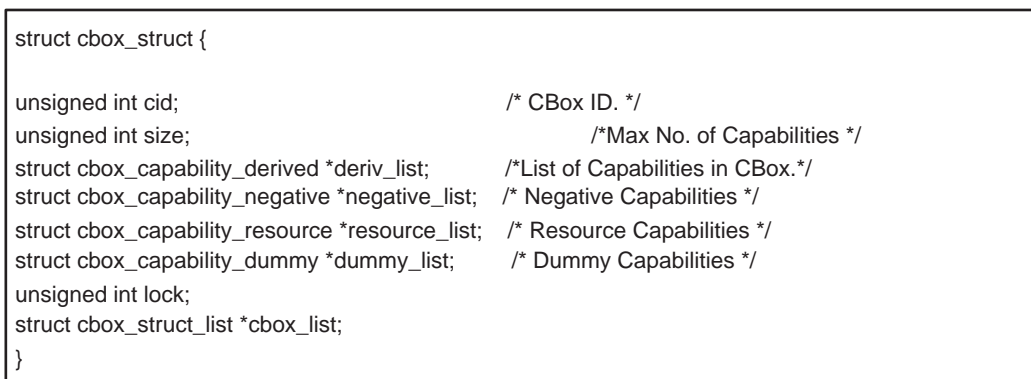 struct cbox_struct {
unsigned int cid; /* CBox ID. */
unsigned int size; /*Max No. of Capabilities */
struct cbox_capability_derived *deriv_list; /*List of Capabilities in CBox.*/
struct cbox_capability_negative *negative_list; /* Negative Capabilities */
struct cbox_capability_resource *resource_list; /* Resource Capabilities */
struct cbox_capability_dummy *dummy_list; /* Dummy Capabilities */
unsigned int lock;
struct cbox_struct_list *cbox_list;
}